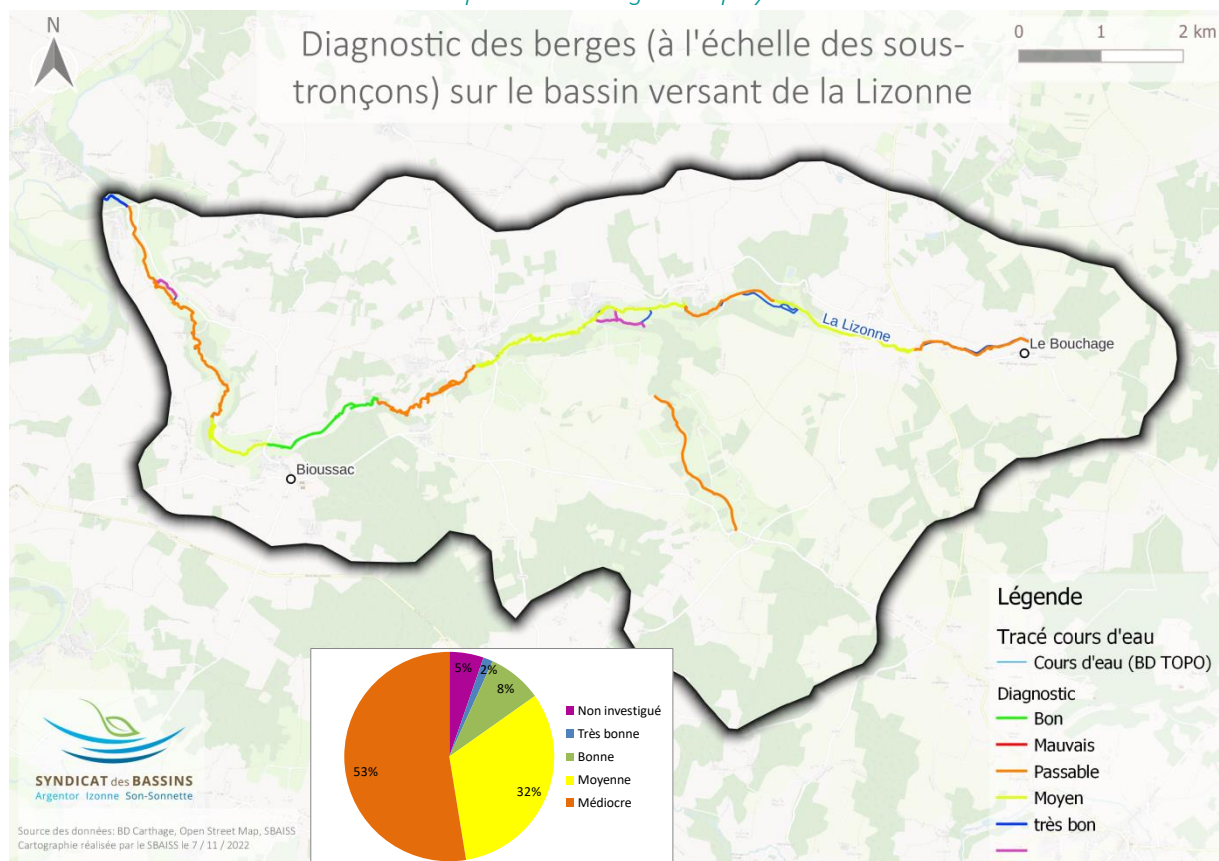 N
Diagnostic des berges (à l'échelle des sous-
tronçons) sur le bassin versant de la Lizonne
0 1 2 km
La Lizonne
Le Bouchage
Bioussac
Légende
Tracé cours d'eau
Cours d'eau (BD TOPO)
Diagnostic
Bon
Mauvais
Passable
Moyen
très bon
5%
2%
8%
32%
53%
Non investigué
Très bonne
Bonne
Moyenne
Médiocre
SYNDICAT des BASSINS
Argentor Izonne Son-Sonnette
Source des données: BD Carthage, Open Street Map, SBAISS
Cartographie réalisée par le SBAISS le 7 / 11 / 2022